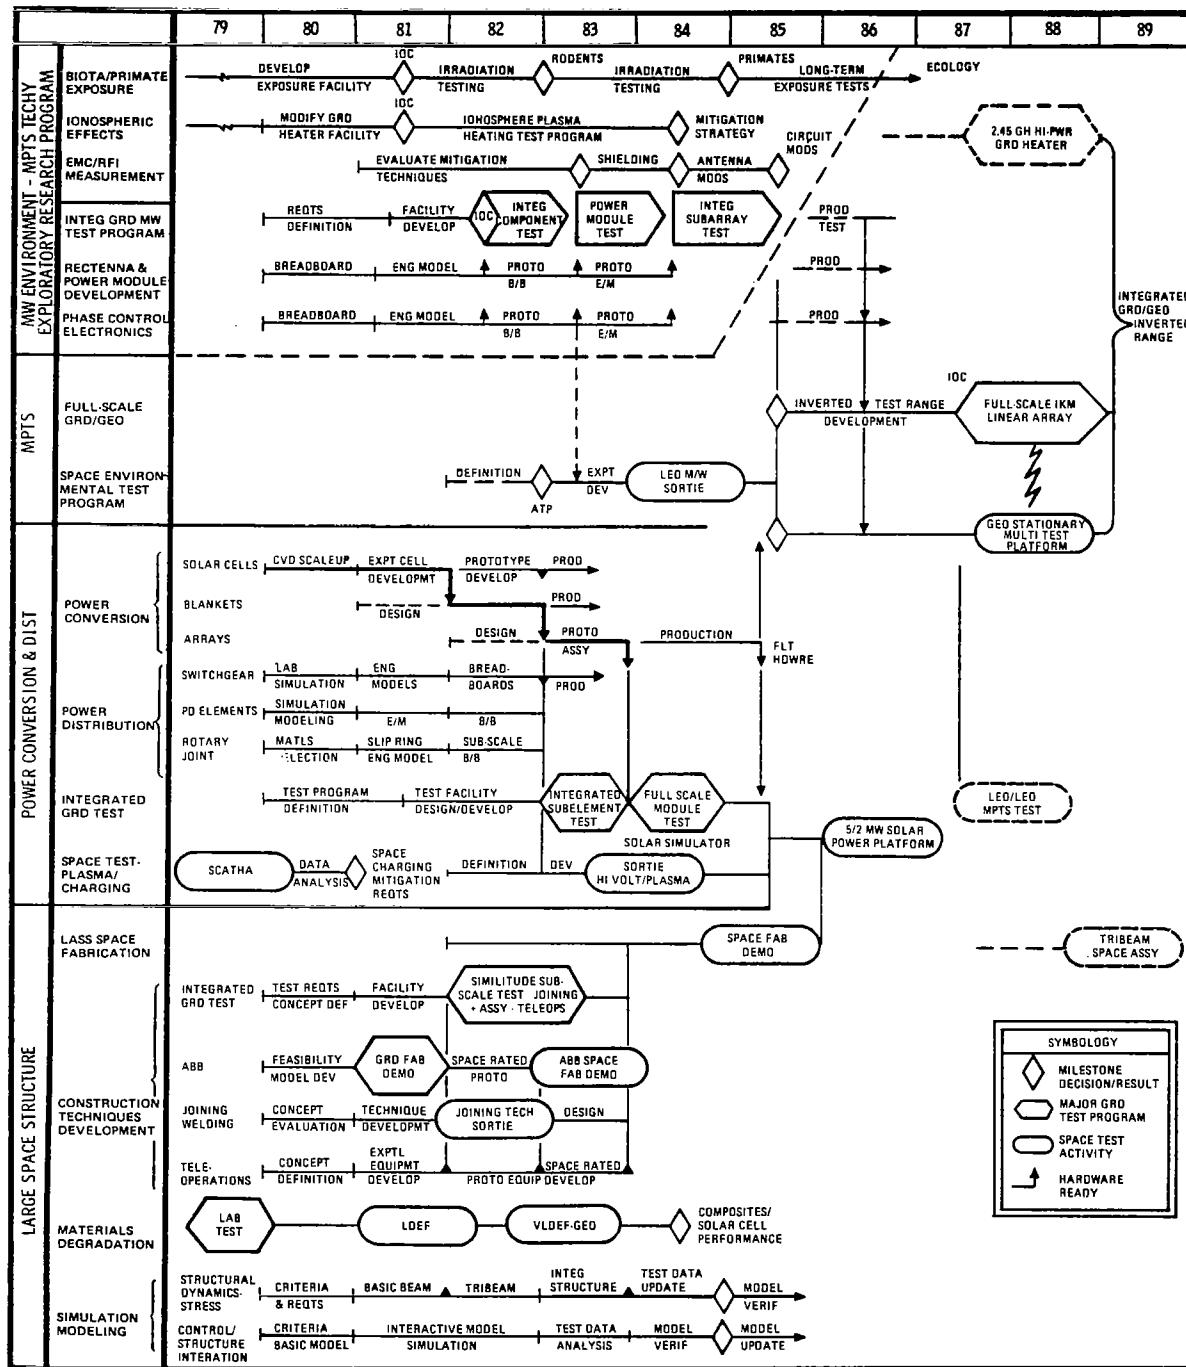 79 80 81 82 83 84 85 86 87 88 89
MW ENVIRONMENT - MPTS TECHY
EXPLORATORY RESEARCH PROGRAM
BIOTA/PRIMATE
EXPOSURE
DEVELOP
EXPOSURE FACILITY
IOC
IRRADIATION
TESTING
RODENTS
IRRADIATION
TESTING
PRIMATES
LONG-TERM
EXPOSURE TESTS
ECOLOGY
IONOSPHERIC
EFFECTS
MODIFY GRD
HEATER FACILITY
IOC
IONOSPHERE PLASMA
HEATING TEST PROGRAM
MITIGATION
STRATEGY
2.45 GH HI-PWR
GRD HEATER
EMC/RFI
MEASUREMENT
EVALUATE MITIGATION
TECHNIQUES
SHIELDING
ANTENNA
MODS
CIRCUIT
MODS
INTEG GRD MW
TEST PROGRAM
REQTS
DEFINITION
FACILITY
DEVELOP
IOC
INTEG
COMPONENT
TEST
POWER
MODULE
TEST
INTEG
SUBARRAY
TEST
PROD
TEST
RECTENNA &
POWER MODULE
DEVELOPMENT
BREADBOARD
ENG MODEL
PROTO
B/B
PROTO
E/M
PROD
INTEGRATED
GRD/GEO
INVERTED
RANGE
PHASE CONTROL
ELECTRONICS
BREADBOARD
ENG MODEL
PROTO
B/B
PROTO
E/M
PROD
MPTS
FULL-SCALE
GRD/GEO
INVERTED TEST RANGE
DEVELOPMENT
IOC
FULL-SCALE 1KM
LINEAR ARRAY
SPACE ENVIRON
MENTAL TEST
PROGRAM
DEFINITION
ATP
EXPT
DEV
LEO M/W
SORTIE
GEO STATIONARY
MULTI TEST
PLATFORM
POWER CONVERSION & DIST
POWER
CONVERSION
SOLAR CELLS
CVD SCALEUP
EXPT CELL
DEVELOPMT
PROTOTYPE
DEVELOP
PROD
BLANKETS
DESIGN
PROD
ARRAYS
DESIGN
PROTO
ASSY
PRODUCTION
FLT
HDWRE
POWER
DISTRIBUTION
SWITCHGEAR
LAB
SIMULATION
ENG
MODELS
BREAD-
BOARDS
PROD
PD ELEMENTS
SIMULATION
MODELING
E/M
B/B
ROTARY
JOINT
MATLS
ELECTION
SLIP RING
ENG MODEL
SUB-SCALE
B/B
INTEGRATED
GRD TEST
TEST PROGRAM
DEFINITION
TEST FACILITY
DESIGN/DEVELOP
INTEGRATED
SUBELEMENT
TEST
FULL SCALE
MODULE
TEST
SOLAR SIMULATOR
LEO/LEO
MPTS TEST
5/2 MW SOLAR
POWER PLATFORM
SPACE TEST-
PLASMA/
CHARGING
SCATHA
DATA
ANALYSIS
SPACE
CHARGING
MITIGATION
REQTS
DEFINITION
DEV
SORTIE
HI VOLT/PLASMA
LARGE SPACE STRUCTURE
LASS SPACE
FABRICATION
SPACE FAB
DEMO
TRIBEAM
SPACE ASSY
CONSTRUCTION
TECHNIQUES
DEVELOPMENT
INTEGRATED
GRD TEST
TEST REQTS
CONCEPT DEF
FACILITY
DEVELOP
SIMILITUDE SUB-
SCALE TEST JOINING
+ ASSY - TELEOPS
ABB
FEASIBILITY
MODEL DEV
GRD FAB
DEMO
SPACE RATED
PROTO
ABB SPACE
FAB DEMO
JOINING
WELDING
CONCEPT
EVALUATION
TECHNIQUE
DEVELOPMT
JOINING TECH
SORTIE
DESIGN
TELE-
OPERATIONS
CONCEPT
DEFINITION
EXPTL
EQUIPMT
DEVELOP
PROTO EQUIP DEVELOP
SPACE RATED
MATERIALS
DEGRADATION
LAB
TEST
LDEF
VLDEF-GEO
COMPOSITES/
SOLAR CELL
PERFORMANCE
SIMULATION
MODELING
STRUCTURAL
DYNAMICS-
STRESS
CRITERIA
& REQTS
BASIC BEAM
TRIBEAM
INTEG
STRUCTURE
TEST DATA
UPDATE
MODEL
VERIF
CONTROL/
STRUCTURE
INTERATION
CRITERIA
BASIC MODEL
INTERACTIVE MODEL
SIMULATION
TEST DATA
ANALYSIS
MODEL
VERIF
MODEL
UPDATE
SYMBOLOGY
MILESTONE
DECISION/RESULT
MAJOR GRD
TEST PROGRAM
SPACE TEST
ACTIVITY
HARDWARE
READY